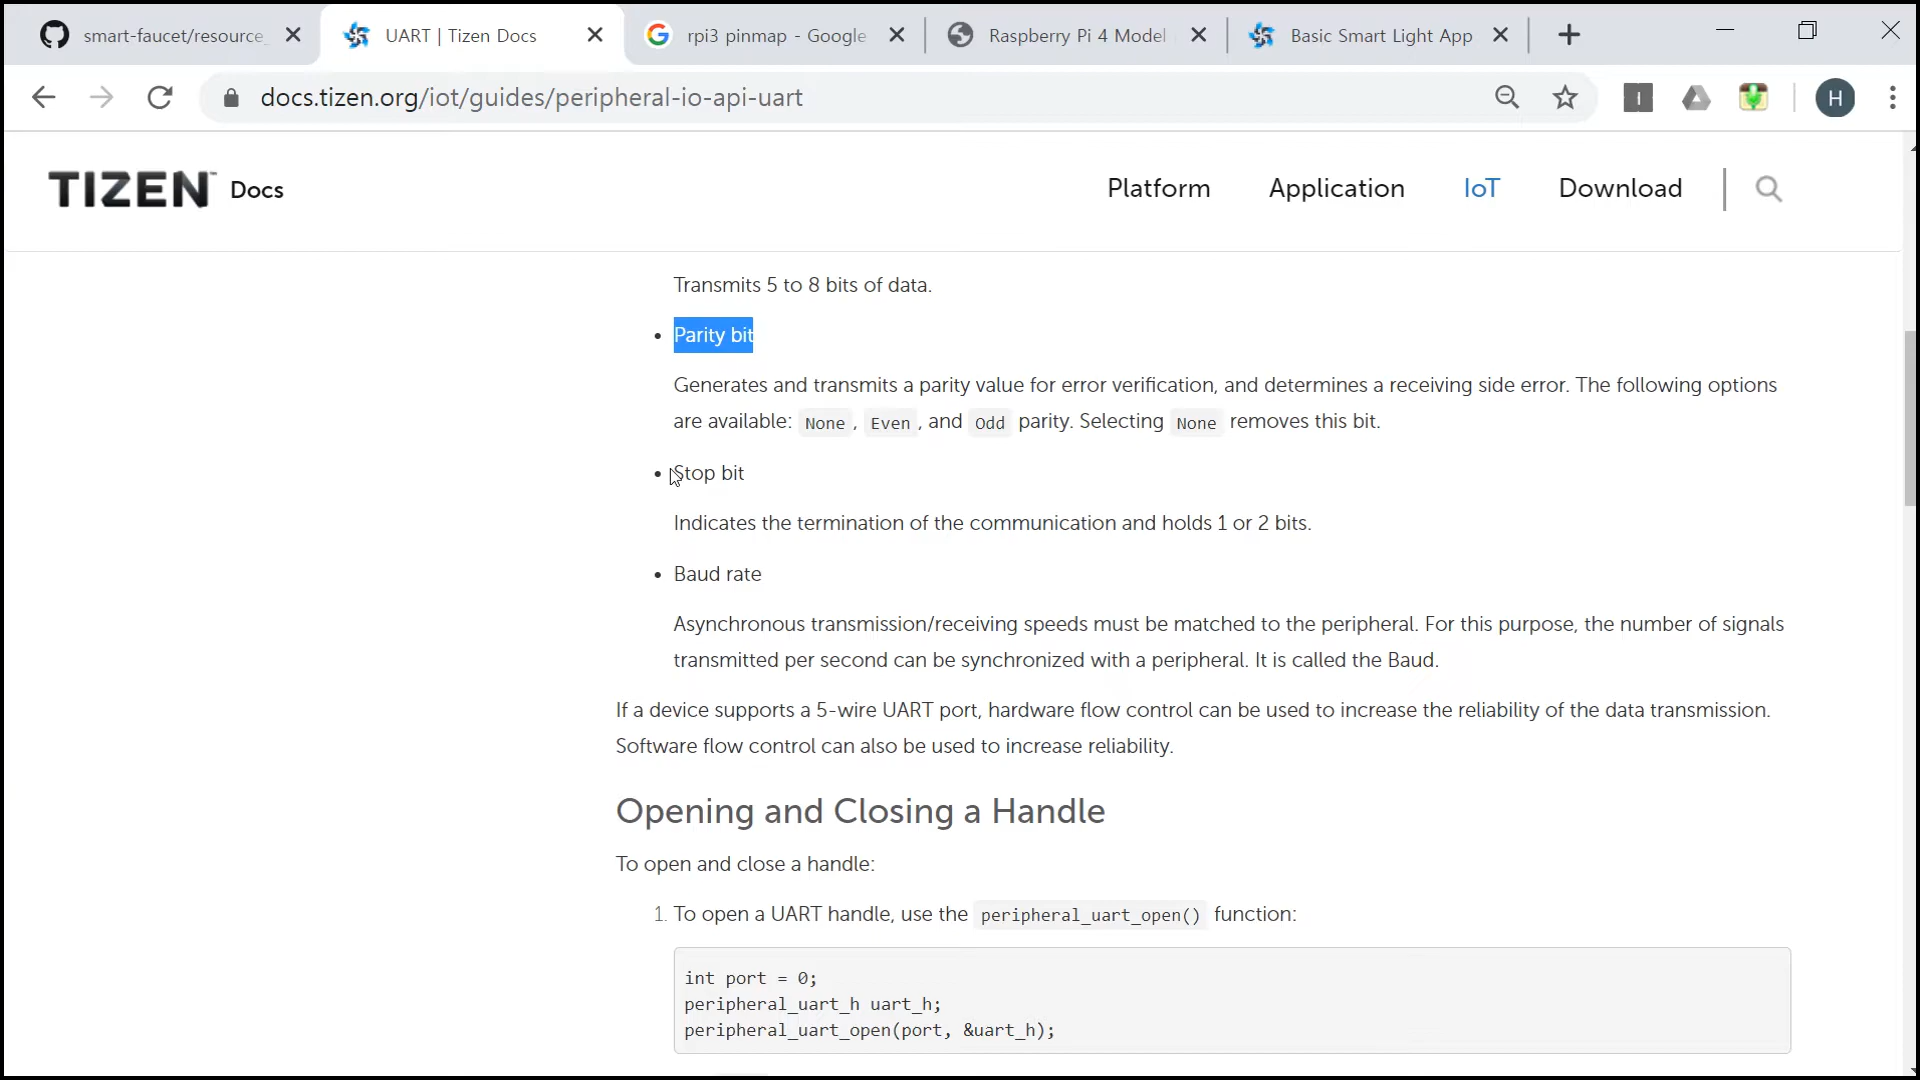 smart-faucet/resource_
UART | Tizen Docs
rpi3 pinmap - Google
Raspberry Pi 4 Model
Basic Smart Light App
docs.tizen.org/iot/guides/peripheral-io-api-uart
I
H
TIZEN™ Docs
Platform
Application
IoT
Download
Transmits 5 to 8 bits of data.
• Parity bit
Generates and transmits a parity value for error verification, and determines a receiving side error. The following options
are available: None, Even, and Odd parity. Selecting None removes this bit.
• Stop bit
Indicates the termination of the communication and holds 1 or 2 bits.
• Baud rate
Asynchronous transmission/receiving speeds must be matched to the peripheral. For this purpose, the number of signals
transmitted per second can be synchronized with a peripheral. It is called the Baud.
If a device supports a 5-wire UART port, hardware flow control can be used to increase the reliability of the data transmission.
Software flow control can also be used to increase reliability.
Opening and Closing a Handle
To open and close a handle:
1. To open a UART handle, use the peripheral_uart_open() function:
int port = 0;
peripheral_uart_h uart_h;
peripheral_uart_open(port, &uart_h);